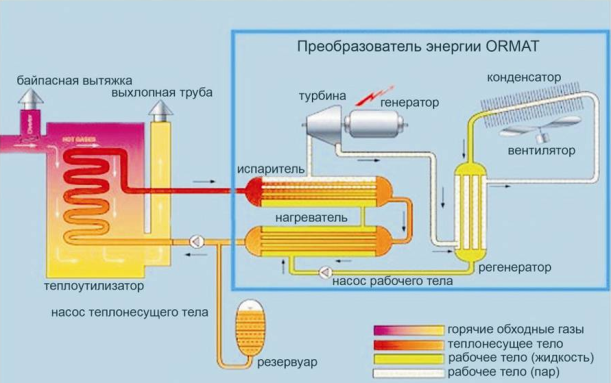 Преобразователь энергии ORMAT
байпасная вытяжка
выхлопная труба
турбина
генератор
конденсатор
вентилятор
HOT GASES
испаритель
нагреватель
регенератор
насос рабочего тела
теплоутилизатор
насос теплонесущего тела
резервуар
горячие обходные газы
теплонесущее тело
рабочее тело (жидкость)
рабочее тело (пар)